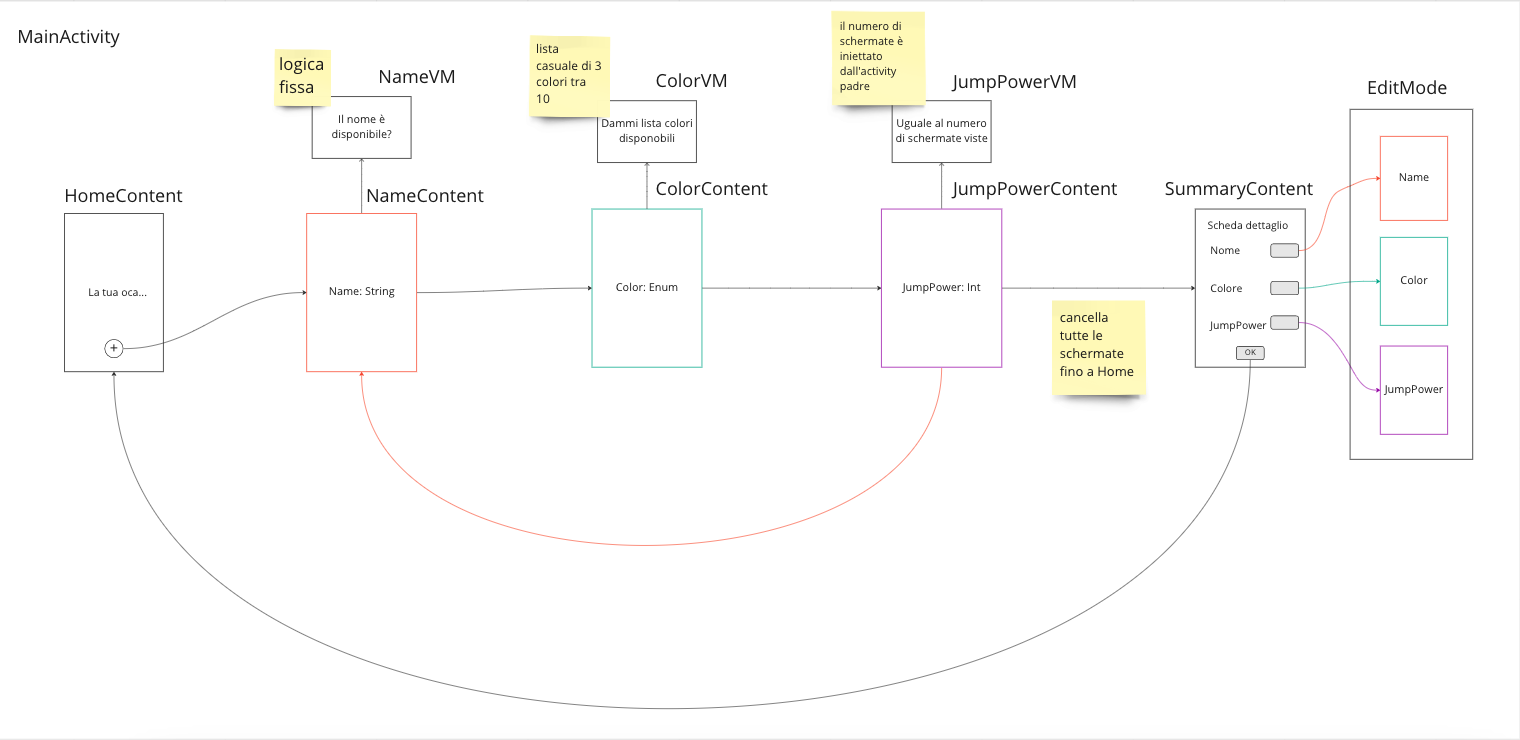 MainActivity
logica
fissa
NameVM
Il nome è
disponibile?
lista
casuale di 3
colori tra
10
ColorVM
Dammi lista colori
disponobili
il numero di
schermate è
iniettato
dall'activity
padre
JumpPowerVM
Uguale al numero
di schermate viste
EditMode
HomeContent
NameContent
ColorContent
JumpPowerContent
SummaryContent
La tua oca...
+
Name: String
Color: Enum
JumpPower: Int
Scheda dettaglio
Nome
Colore
JumpPower
OK
cancella
tutte le
schermate
fino a Home
Name
Color
JumpPower